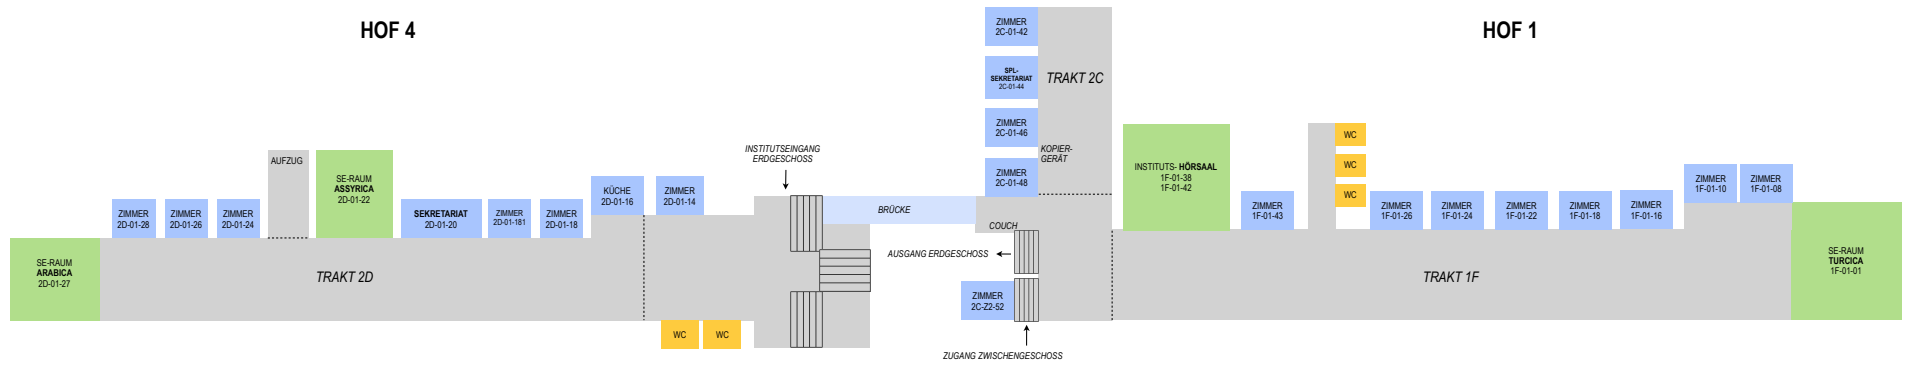 HOF 4
HOF 1
ZIMMER
2C-01-42
SPL-
SEKRETARIAT
2C-01-44
TRAKT 2C
ZIMMER
2C-01-46
KOPIER-
GERÄT
ZIMMER
2C-01-48
INSTITUTSEINGANG
ERDGESCHOSS
AUFZUG
SE-RAUM
ASSYRICA
2D-01-22
KÜCHE
2D-01-16
ZIMMER
2D-01-14
ZIMMER
2D-01-28
ZIMMER
2D-01-26
ZIMMER
2D-01-24
SEKRETARIAT
2D-01-20
ZIMMER
2D-01-181
ZIMMER
2D-01-18
SE-RAUM
ARABICA
2D-01-27
TRAKT 2D
WC
WC
BRÜCKE
COUCH
AUSGANG ERDGESCHOSS
ZIMMER
2C-Z2-52
ZUGANG ZWISCHENGESCHOSS
INSTITUTS- HÖRSAAL
1F-01-38
1F-01-42
ZIMMER
1F-01-43
WC
WC
WC
ZIMMER
1F-01-26
ZIMMER
1F-01-24
ZIMMER
1F-01-22
ZIMMER
1F-01-18
ZIMMER
1F-01-16
ZIMMER
1F-01-10
ZIMMER
1F-01-08
TRAKT 1F
SE-RAUM
TURCICA
1F-01-01